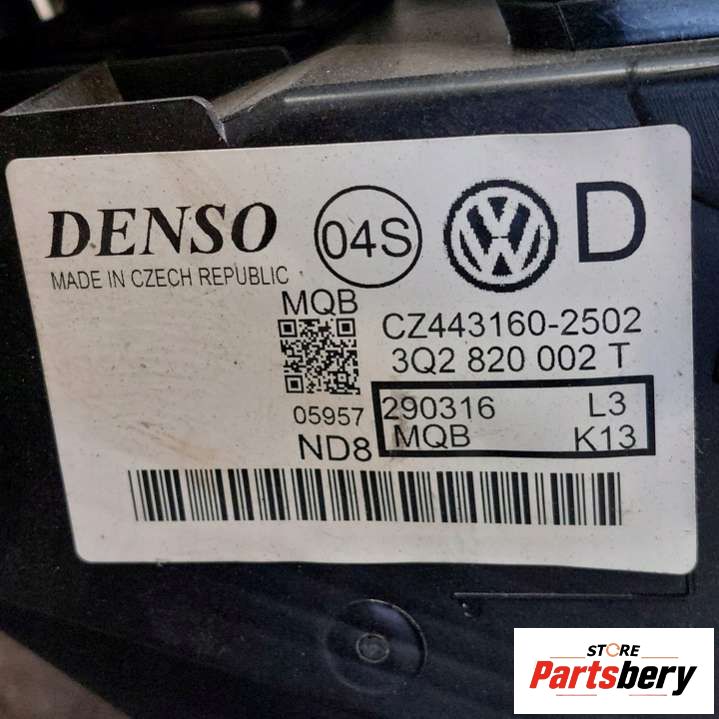 DENSO 04S VW D
MADE IN CZECH REPUBLIC
MQB CZ443160-2502
3Q2 820 002 T
05957 290316 L3
ND8 MQB K13
STORE
Partsbery